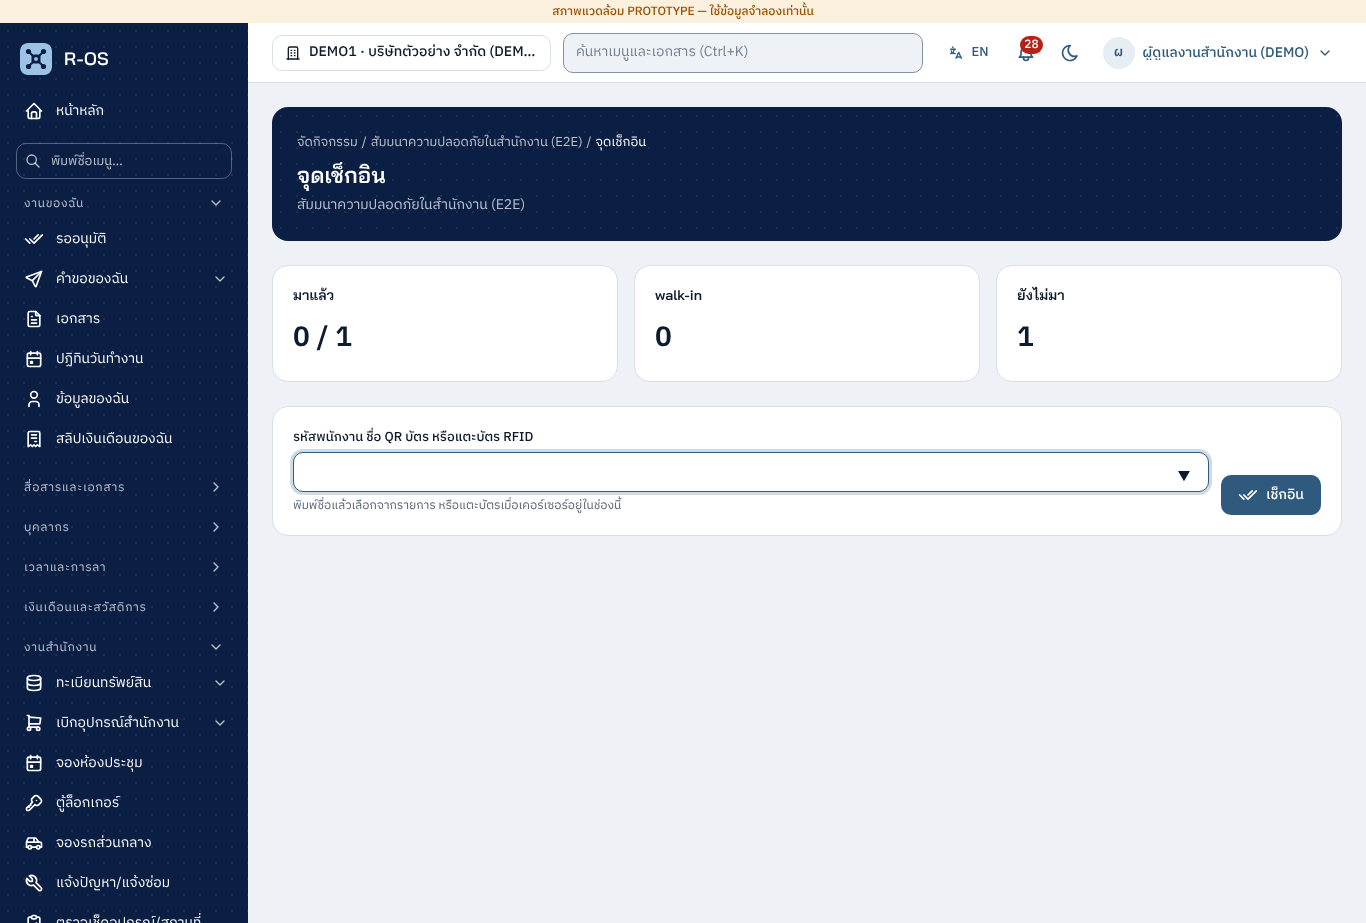 สภาพแวดล้อม PROTOTYPE — ใช้ข้อมูลจำลองเท่านั้น
R-OS
DEMO1 · บริษัทตัวอย่าง จำกัด (DEM...
ค้นหาเมนูและเอกสาร (Ctrl+K)
EN
28
ผ
ผู้ดูแลงานสำนักงาน (DEMO)
หน้าหลัก
พิมพ์ชื่อเมนู...
งานของฉัน
รออนุมัติ
คำขอของฉัน
เอกสาร
ปฏิทินวันทำงาน
ข้อมูลของฉัน
สลิปเงินเดือนของฉัน
สื่อสารและเอกสาร
บุคลากร
เวลาและการลา
เงินเดือนและสวัสดิการ
งานสำนักงาน
ทะเบียนทรัพย์สิน
เบิกอุปกรณ์สำนักงาน
จองห้องประชุม
ตู้ล็อกเกอร์
จองรถส่วนกลาง
แจ้งปัญหา/แจ้งซ่อม
ตรวจเช็คอุปกรณ์/สถานที่
จัดกิจกรรม / สัมมนาความปลอดภัยในสำนักงาน (E2E) / จุดเช็กอิน
จุดเช็กอิน
สัมมนาความปลอดภัยในสำนักงาน (E2E)
มาแล้ว
0 / 1
walk-in
0
ยังไม่มา
1
รหัสพนักงาน ชื่อ QR บัตร หรือแตะบัตร RFID
พิมพ์ชื่อแล้วเลือกจากรายการ หรือแตะบัตรเมื่อเคอร์เซอร์อยู่ในช่องนี้
เช็กอิน